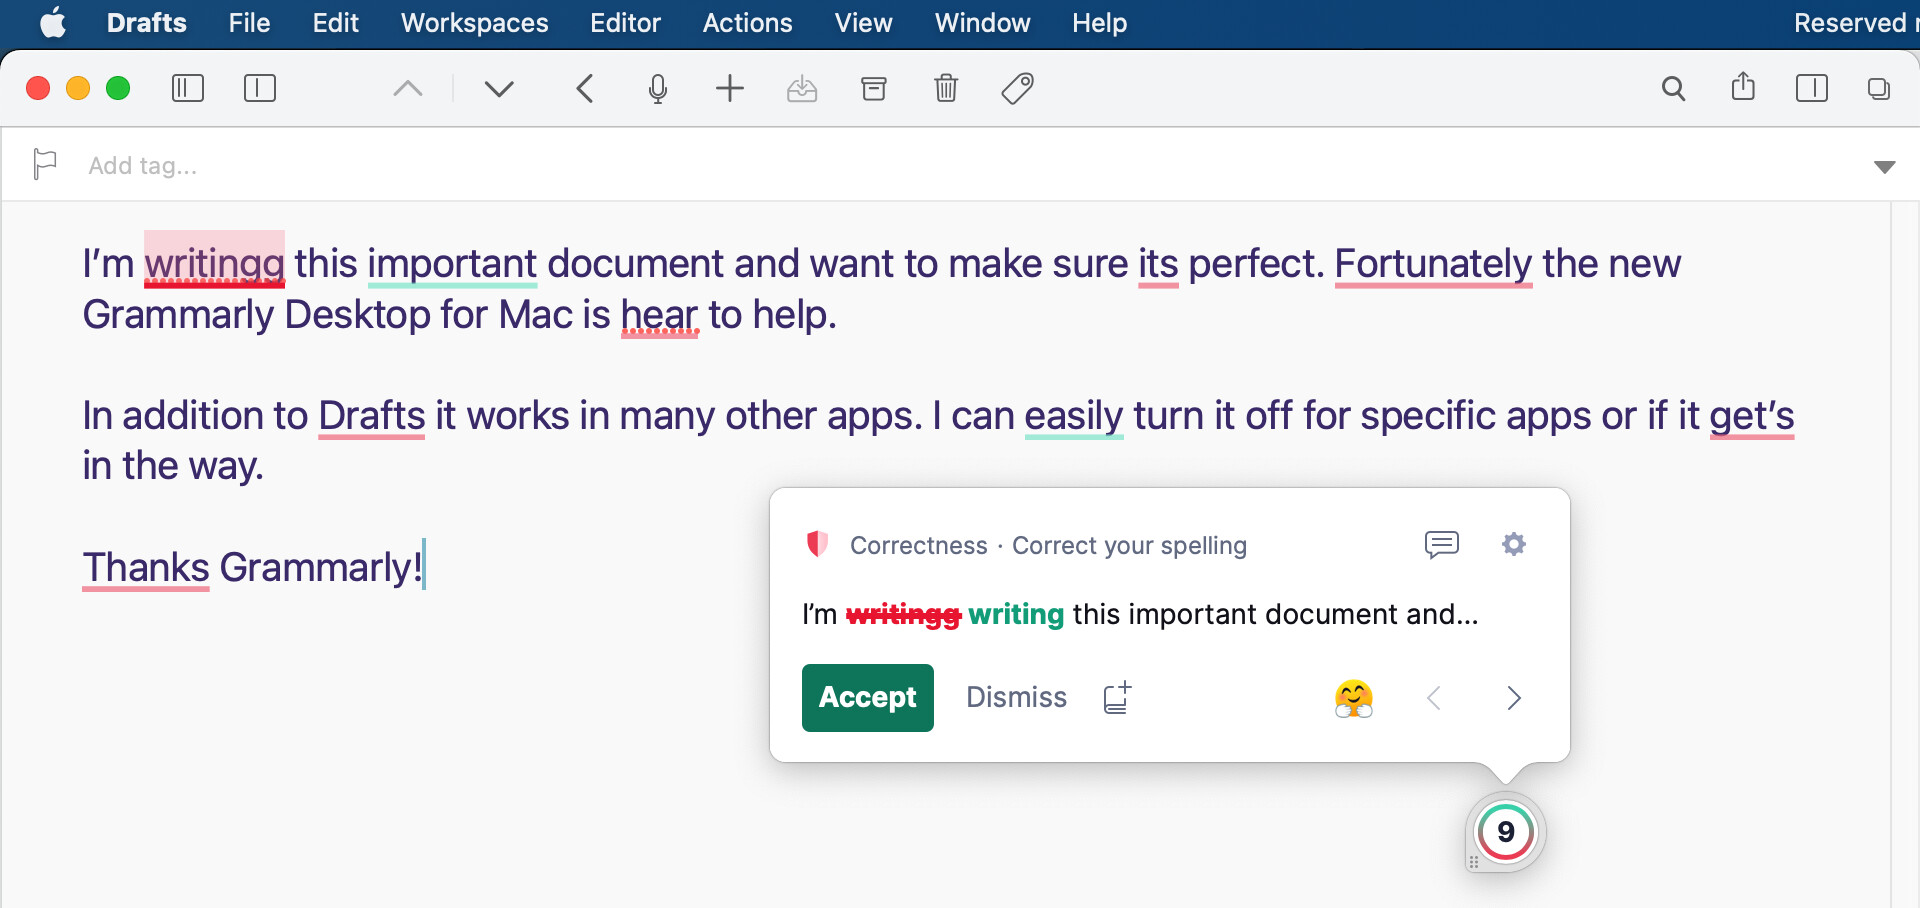 Drafts File Edit Workspaces Editor Actions View Window Help Reserved
Add tag...
I’m writingg this important document and want to make sure its perfect. Fortunately the new
Grammarly Desktop for Mac is hear to help.
In addition to Drafts it works in many other apps. I can easily turn it off for specific apps or if it get’s
in the way.
Thanks Grammarly!
Correctness · Correct your spelling
I’m writingg writing this important document and...
Accept Dismiss
9